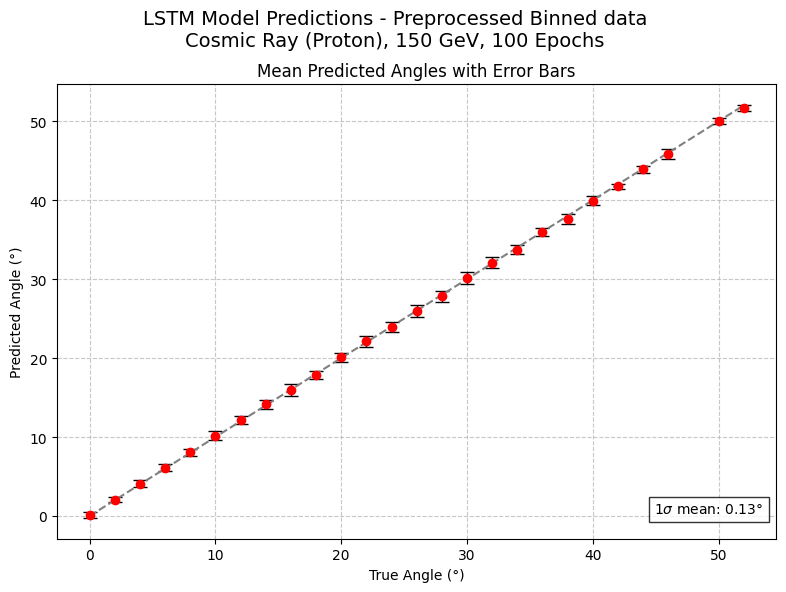 LSTM Model Predictions - Preprocessed Binned data
Cosmic Ray (Proton), 150 GeV, 100 Epochs
Mean Predicted Angles with Error Bars
Predicted Angle (°)
50
40
30
20
10
0
1σ mean: 0.13°
0 10 20 30 40 50
True Angle (°)